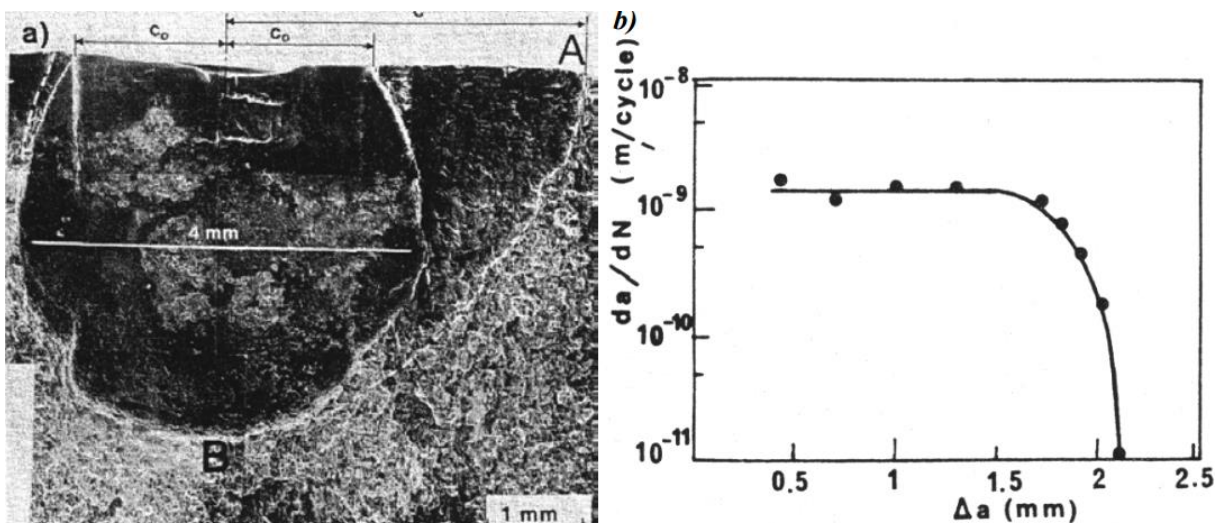 a)
c₀
c₀
A
4 mm
B
1 mm
b)
da/dN (m/cycle)
10⁻⁸
10⁻⁹
10⁻¹⁰
10⁻¹¹
0.5
1
1.5
2
2.5
Δa (mm)